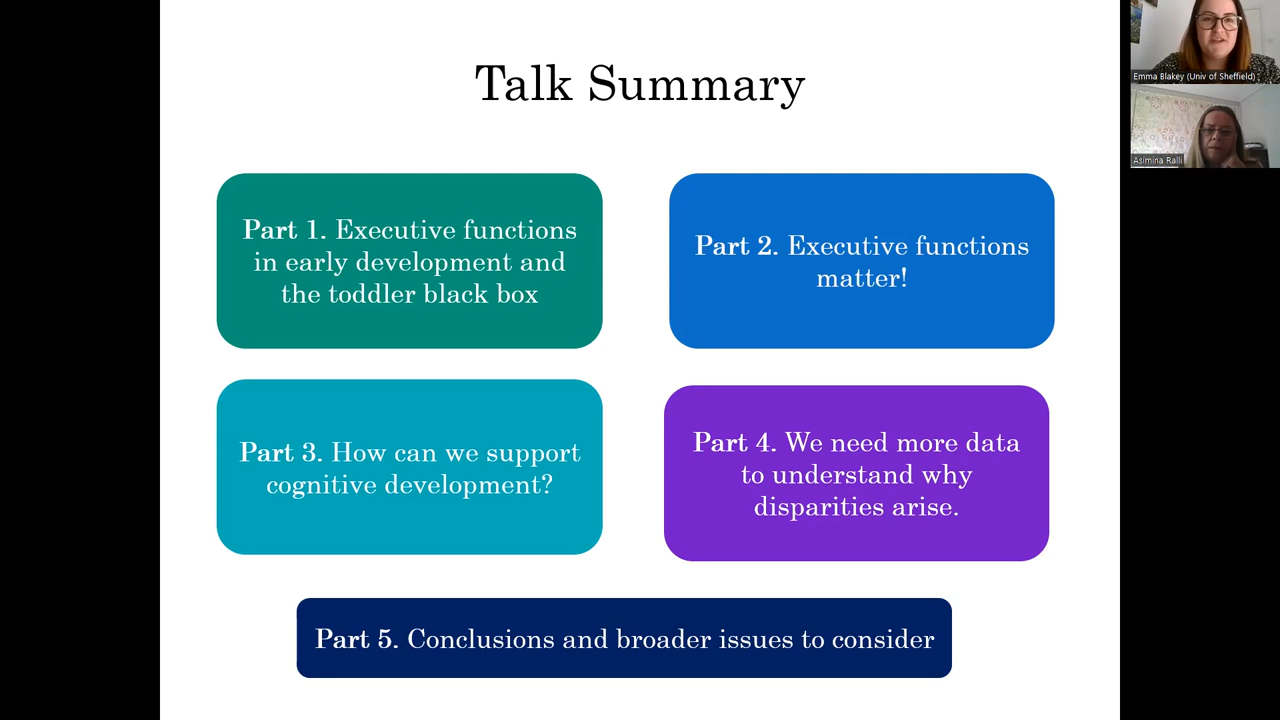 Talk Summary
Part 1. Executive functions
in early development and
the toddler black box
Part 2. Executive functions
matter!
Part 3. How can we support
cognitive development?
Part 4. We need more data
to understand why
disparities arise.
Part 5. Conclusions and broader issues to consider
Emma Blakey (Univ of Sheffield)
Asimina Ralli